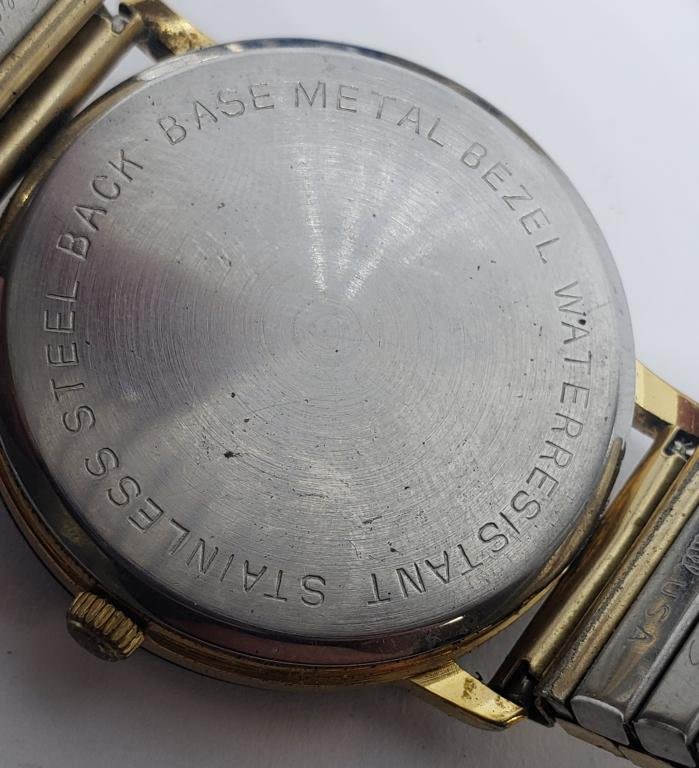 STAINLESS STEEL BACK BASE METAL BEZEL WATERRESISTANT
USA